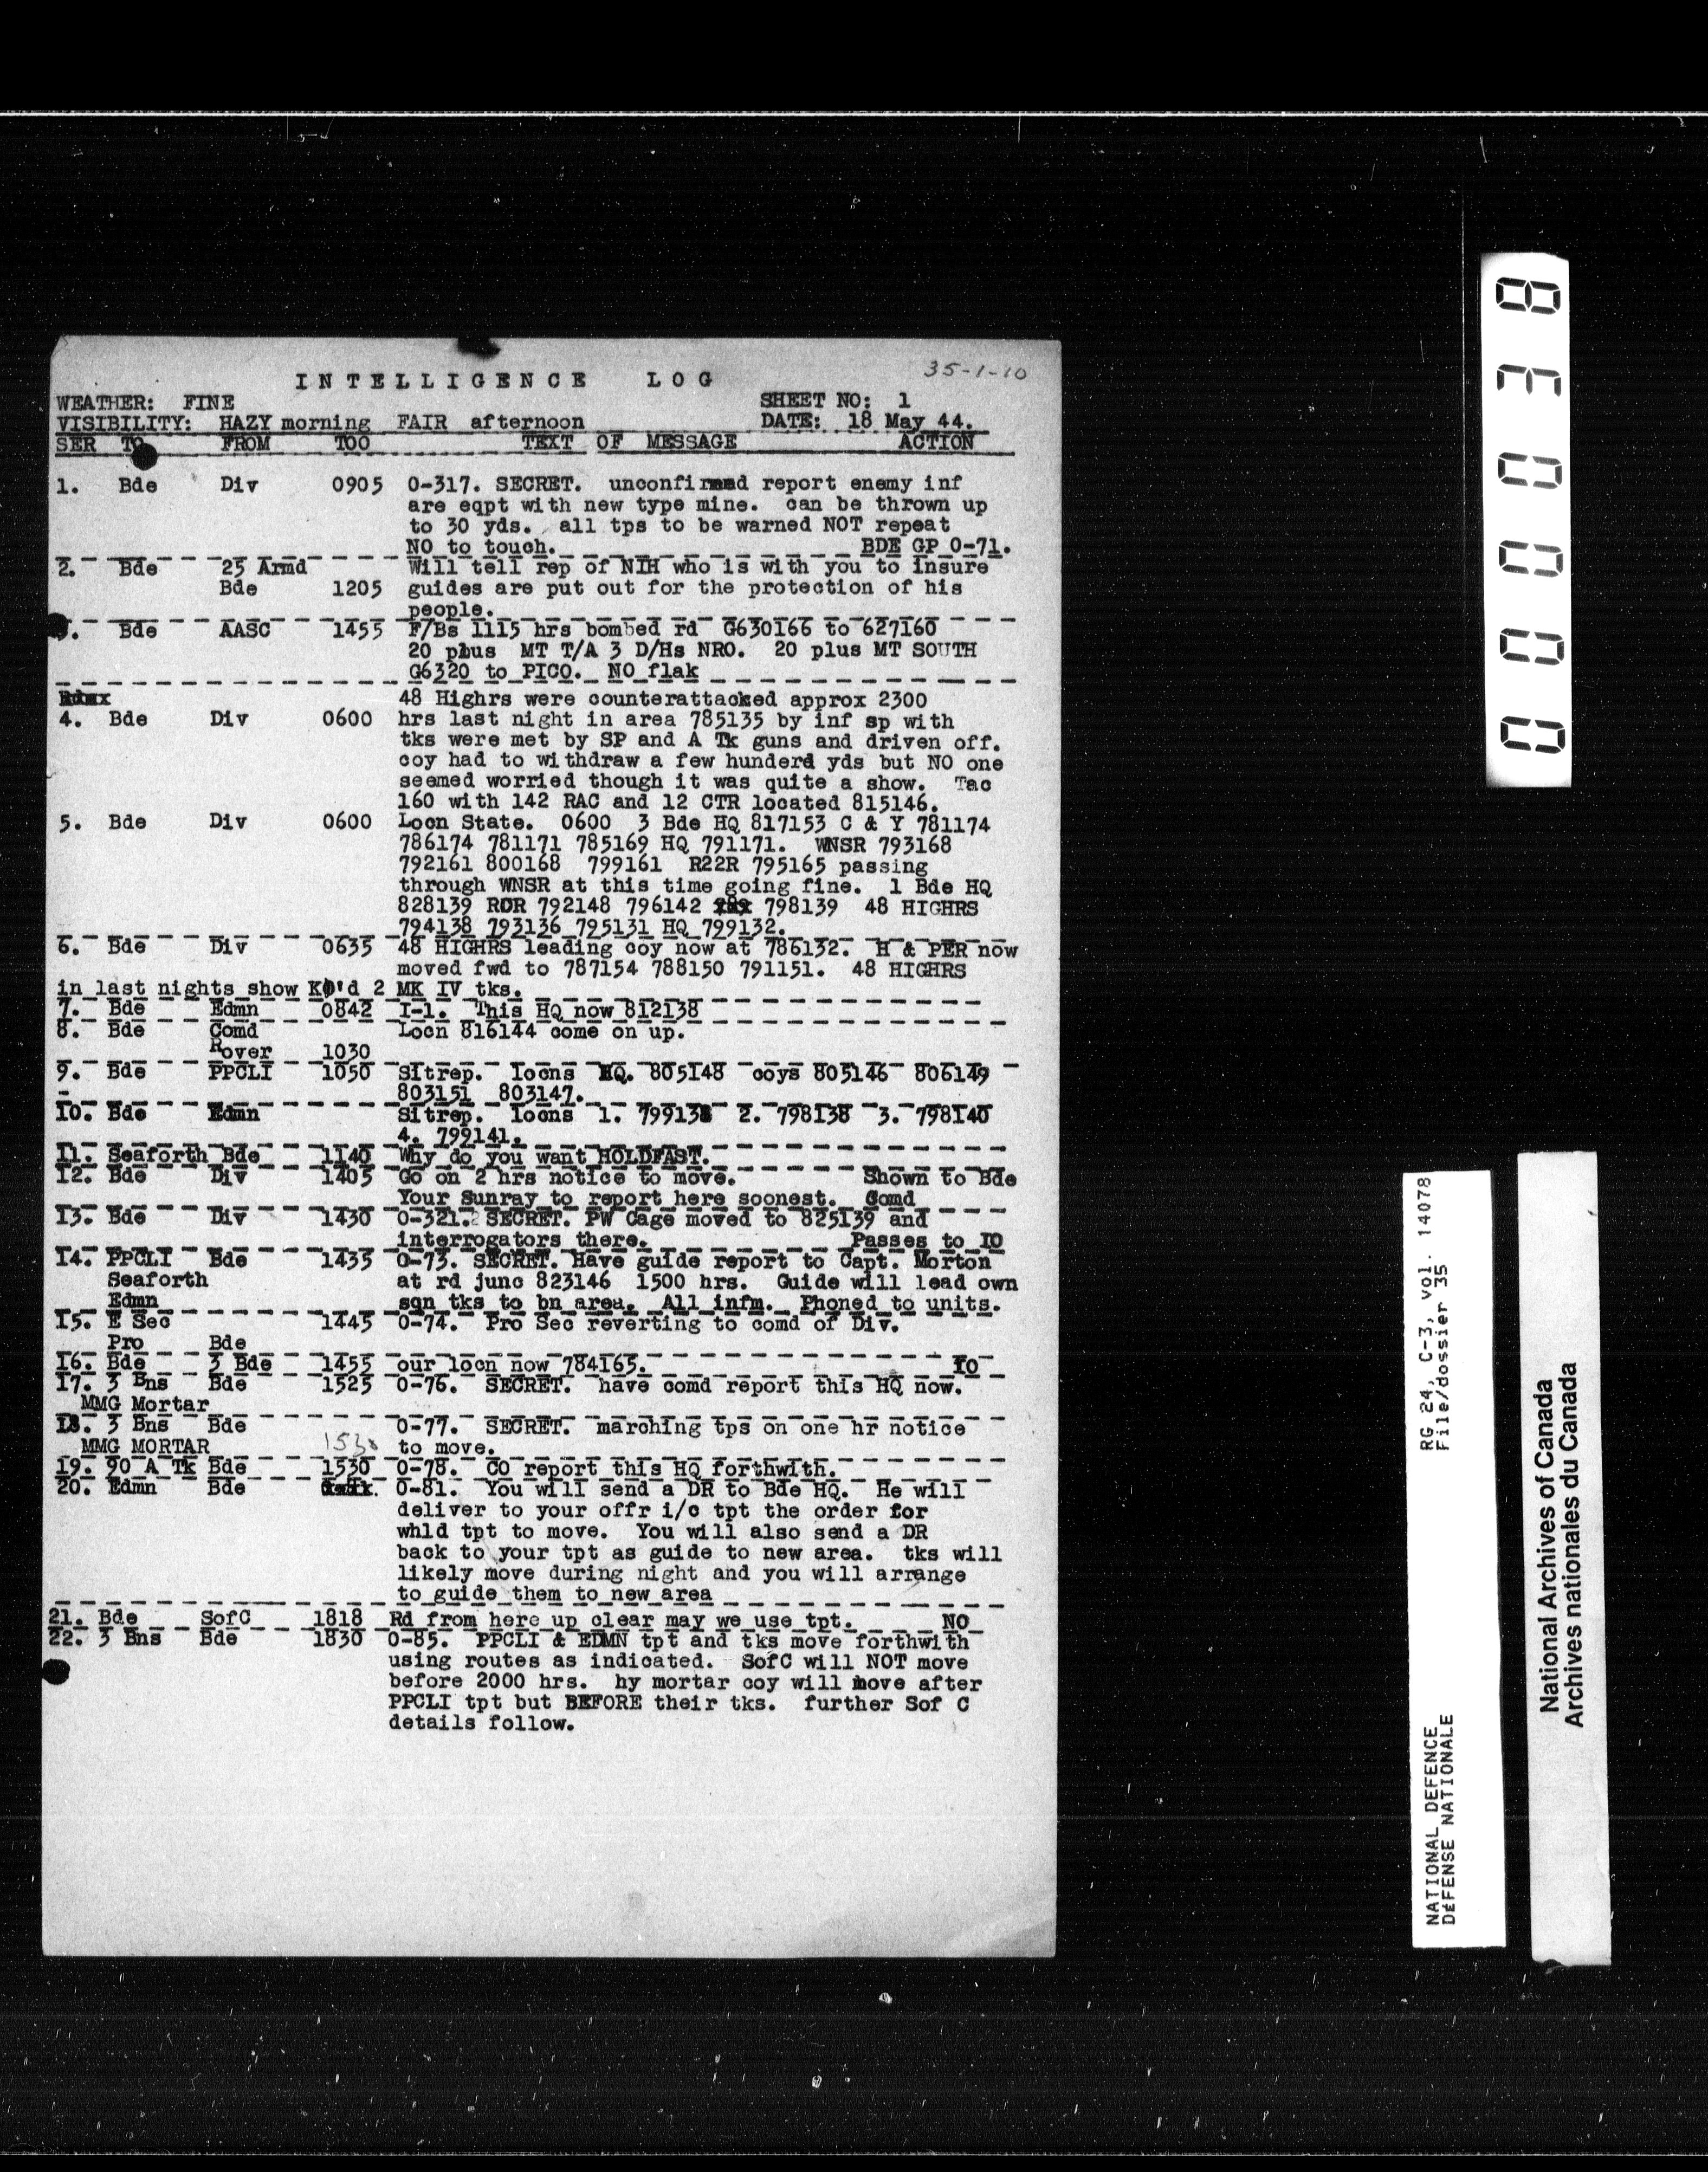 35-1-10
INTELLIGENCE LOG
WEATHER: FINE SHEET NO: 1
VISIBILITY: HAZY morning FAIR afternoon DATE: 18 May 44.
SER TO FROM TOO TEXT OF MESSAGE ACTION
1. Bde Div 0905 0-317. SECRET. unconfirmed report enemy inf
are eqpt with new type mine. can be thrown up
to 30 yds. all tps to be warned NOT repeat
NO to touch. BDE GP 0-71.
2. Bde 25 Armd Will tell rep of NIH who is with you to insure
Bde 1205 guides are put out for the protection of his
people.
. Bde AASC 1455 F/Bs 1115 hrs bombed rd G630166 to 627160
20 plus MT T/A 3 D/Hs NRO. 20 plus MT SOUTH
G6320 to PICO. NO flak
48 Highrs were counterattacked approx 2300
4. Bde Div 0600 hrs last night in area 785135 by inf sp with
tks were met by SP and A Tk guns and driven off.
coy had to withdraw a few hunderd yds but NO one
seemed worried though it was quite a show. Tac
160 with 142 RAC and 12 CTR located 815146.
5. Bde Div 0600 Locn State. 0600 3 Bde HQ 817153 C & Y 781174
786174 781171 785169 HQ 791171. WNSR 793168
792161 800168 799161 R22R 795165 passing
through WNSR at this time going fine. 1 Bde HQ
828139 RCR 792148 796142 798139 48 HIGHRS
794138 793136 795131 HQ 799132.
6. Bde Div 0635 48 HIGHRS leading coy now at 786132. H & PER now
moved fwd to 787154 788150 791151. 48 HIGHRS
in last nights show KO'd 2 MK IV tks.
7. Bde Edmn 0842 I-1. This HQ now 812138
8. Bde Comd Locn 816144 come on up.
Rover 1030
9. Bde PPCLI 1050 Sitrep. locns HQ. 805148 coys 805146 806149
803151 803147.
10. Bde Edmn Sitrep. locns 1. 799138 2. 798138 3. 798140
4. 799141.
11. Seaforth Bde 1140 Why do you want HOLDFAST.
12. Bde Div 1405 Go on 2 hrs notice to move. Shown to Bde
Your Sunray to report here soonest. Comd
13. Bde Div 1430 0-321. SECRET. PW Cage moved to 825139 and
interrogators there. Passes to IO
14. PPCLI Bde 1435 0-73. SECRET. Have guide report to Capt. Morton
Seaforth at rd junc 823146 1500 hrs. Guide will lead own
Edmn sqn tks to bn area. All infm. Phoned to units.
15. E Sec 1445 0-74. Pro Sec reverting to comd of Div.
Pro Bde
16. Bde 3 Bde 1455 our locn now 784165. IO
17. 3 Bns Bde 1525 0-76. SECRET. have comd report this HQ now.
MMG Mortar
18. 3 Bns Bde 0-77. SECRET. marching tps on one hr notice
MMG MORTAR 1530 to move.
19. 90 A Tk Bde 1530 0-78. CO report this HQ forthwith.
20. Edmn Bde 0-81. You will send a DR to Bde HQ. He will
deliver to your offr i/c tpt the order for
whld tpt to move. You will also send a DR
back to your tpt as guide to new area. tks will
likely move during night and you will arrange
to guide them to new area
21. Bde SofC 1818 Rd from here up clear may we use tpt. NO
22. 3 Bns Bde 1830 0-85. PPCLI & EDMN tpt and tks move forthwith
using routes as indicated. SofC will NOT move
before 2000 hrs. hy mortar coy will move after
PPCLI tpt but BEFORE their tks. further Sof C
details follow.
00038
NATIONAL DEFENCE RG 24, C-3, vol. 14078
DéFENSE NATIONALE File/dossier 35
National Archives of Canada
Archives nationales du Canada